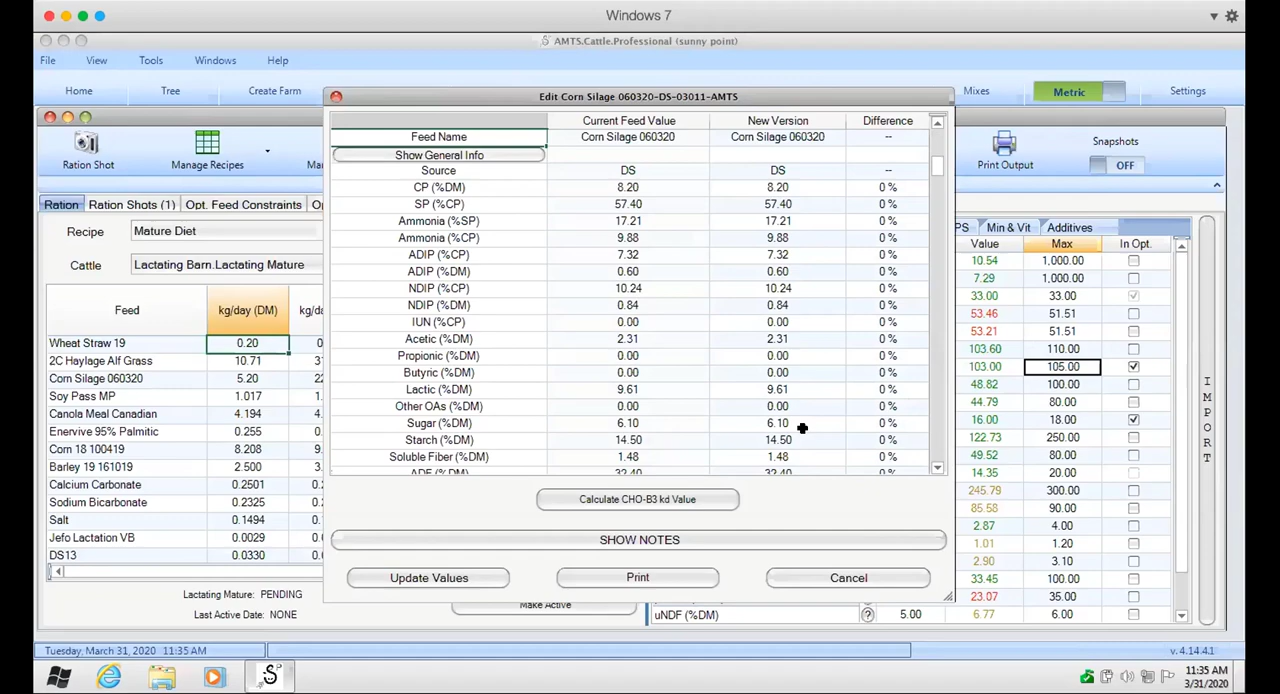 Windows 7
AMTS.Cattle.Professional (sunny point)
File View Tools Windows Help
Home Tree Create Farm Mixes Metric Settings
Edit Corn Silage 060320-DS-03011-AMTS
Ration Shot Manage Recipes Print Output Snapshots OFF
Ration Ration Shots (1) Opt. Feed Constraints Min & Vit Additives
Recipe Mature Diet
Cattle Lactating Barn.Lactating Mature
Feed kg/day (DM)
Wheat Straw 19 0.20
2C Haylage Alf Grass 10.71
Corn Silage 060320 5.20
Soy Pass MP 1.017
Canola Meal Canadian 4.194
Enervive 95% Palmitic 0.255
Corn 18 100419 8.208
Barley 19 161019 2.500
Calcium Carbonate 0.2501
Sodium Bicarbonate 0.2325
Salt 0.1494
Jefo Lactation VB 0.0029
DS13 0.0330
Lactating Mature: PENDING
Last Active Date: NONE
Current Feed Value New Version Difference
Feed Name Corn Silage 060320 Corn Silage 060320 --
Show General Info
Source DS DS --
CP (%DM) 8.20 8.20 0 %
SP (%CP) 57.40 57.40 0 %
Ammonia (%SP) 17.21 17.21 0 %
Ammonia (%CP) 9.88 9.88 0 %
ADIP (%CP) 7.32 7.32 0 %
ADIP (%DM) 0.60 0.60 0 %
NDIP (%CP) 10.24 10.24 0 %
NDIP (%DM) 0.84 0.84 0 %
IUN (%CP) 0.00 0.00 0 %
Acetic (%DM) 2.31 2.31 0 %
Propionic (%DM) 0.00 0.00 0 %
Butyric (%DM) 0.00 0.00 0 %
Lactic (%DM) 9.61 9.61 0 %
Other OAs (%DM) 0.00 0.00 0 %
Sugar (%DM) 6.10 6.10 0 %
Starch (%DM) 14.50 14.50 0 %
Soluble Fiber (%DM) 1.48 1.48 0 %
ADF (%DM) 32.40 32.40 0 %
Calculate CHO-B3 kd Value
SHOW NOTES
Update Values Print Cancel
Make Active
Value Max In Opt.
10.54 1,000.00
7.29 1,000.00
33.00 33.00
53.46 51.51
53.21 51.51
103.60 110.00
103.00 105.00
48.82 100.00
44.79 80.00
16.00 18.00
122.73 250.00
49.52 80.00
14.35 20.00
245.79 300.00
85.58 90.00
2.87 4.00
1.01 1.20
2.90 3.10
33.45 100.00
23.07 35.00
uNDF (%DM) ? 5.00 6.77 6.00
IMPORT
Tuesday, March 31, 2020 11:35 AM
v. 4.14.4.1
11:35 AM
3/31/2020